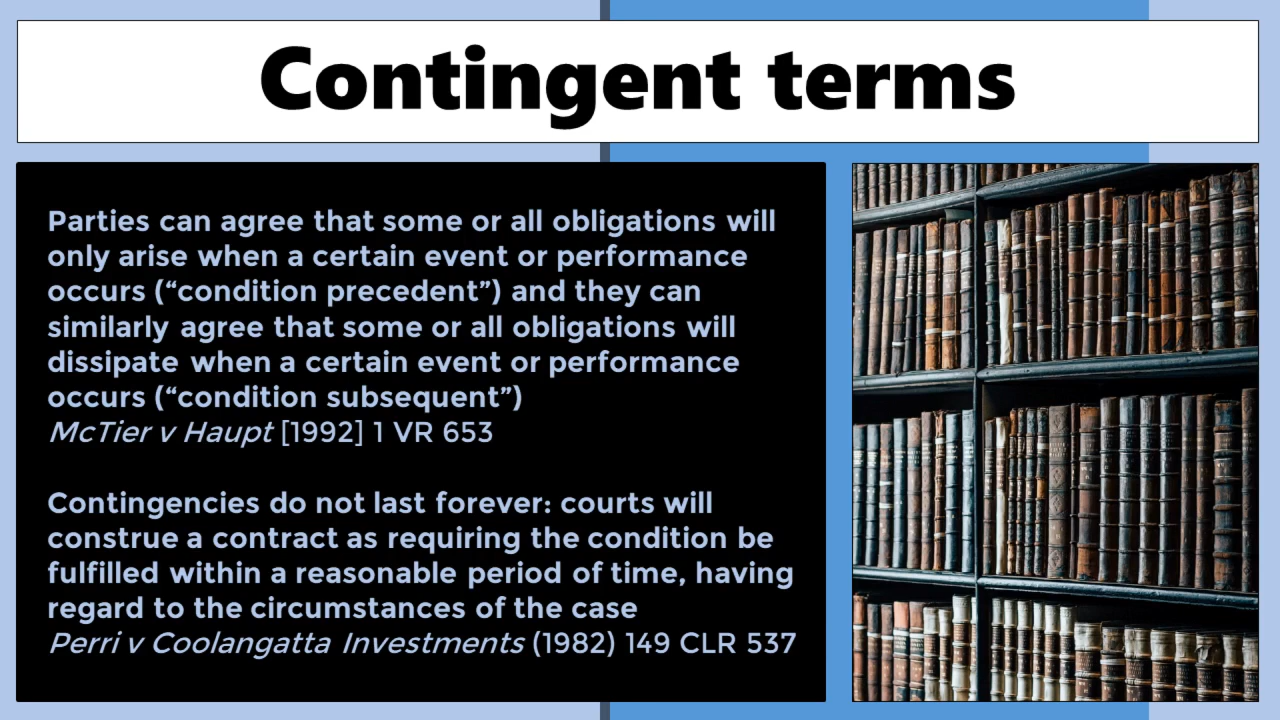 Contingent terms
Parties can agree that some or all obligations will
only arise when a certain event or performance
occurs (“condition precedent”) and they can
similarly agree that some or all obligations will
dissipate when a certain event or performance
occurs (“condition subsequent”)
McTier v Haupt [1992] 1 VR 653
Contingencies do not last forever: courts will
construe a contract as requiring the condition be
fulfilled within a reasonable period of time, having
regard to the circumstances of the case
Perri v Coolangatta Investments (1982) 149 CLR 537